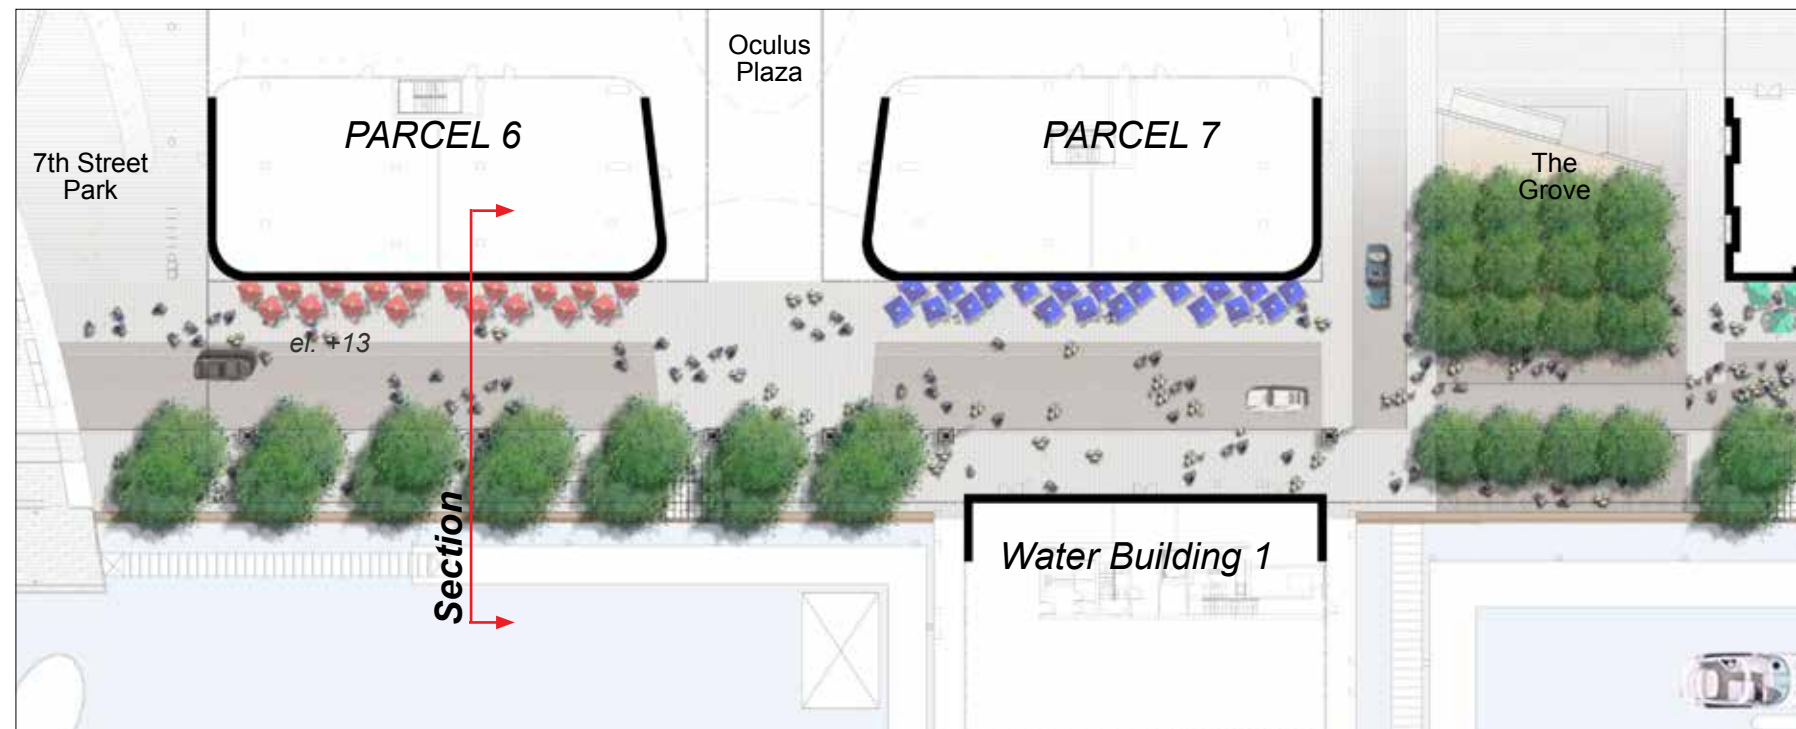 Oculus
Plaza
PARCEL 6
PARCEL 7
7th Street
Park
The
Grove
el. +13
Section
Water Building 1